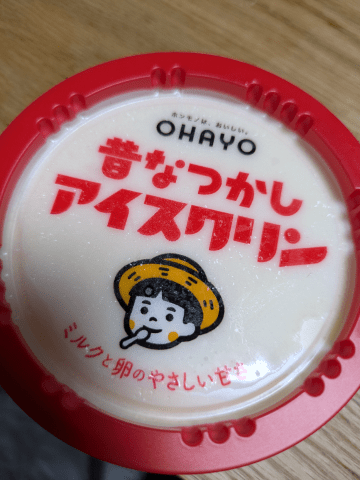 ホンモノは、おいしい。
OHAYO
昔なつかし
アイスクリン
ミルクと卵のやさしい甘さ